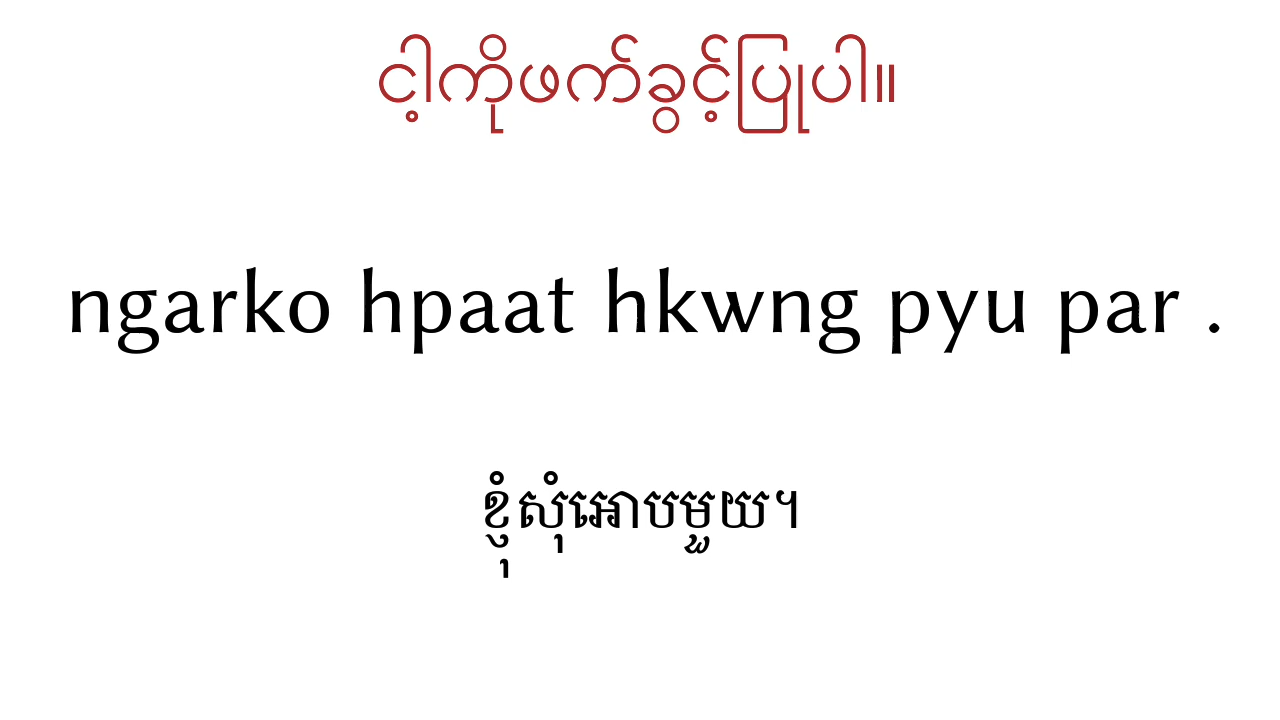 ငါ့ကိုဖက်ခွင့်ပြုပါ။
ngarko hpaat hkwng pyu par .
ខ្ញុំសុំអោបមួយ។